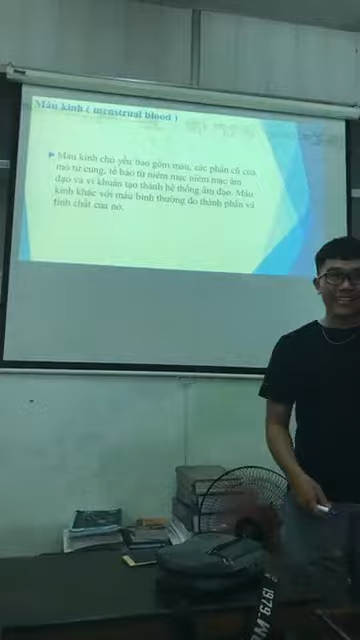 Máu kinh ( menstrual blood )
Máu kinh chủ yếu bao gồm máu, các phần cũ của
mô tử cung, tế bào từ niêm mạc niêm mạc âm
đạo và vi khuẩn tạo thành hệ thống âm đạo. Máu
kinh khác với máu bình thường do thành phần và
tính chất của nó.
1979.